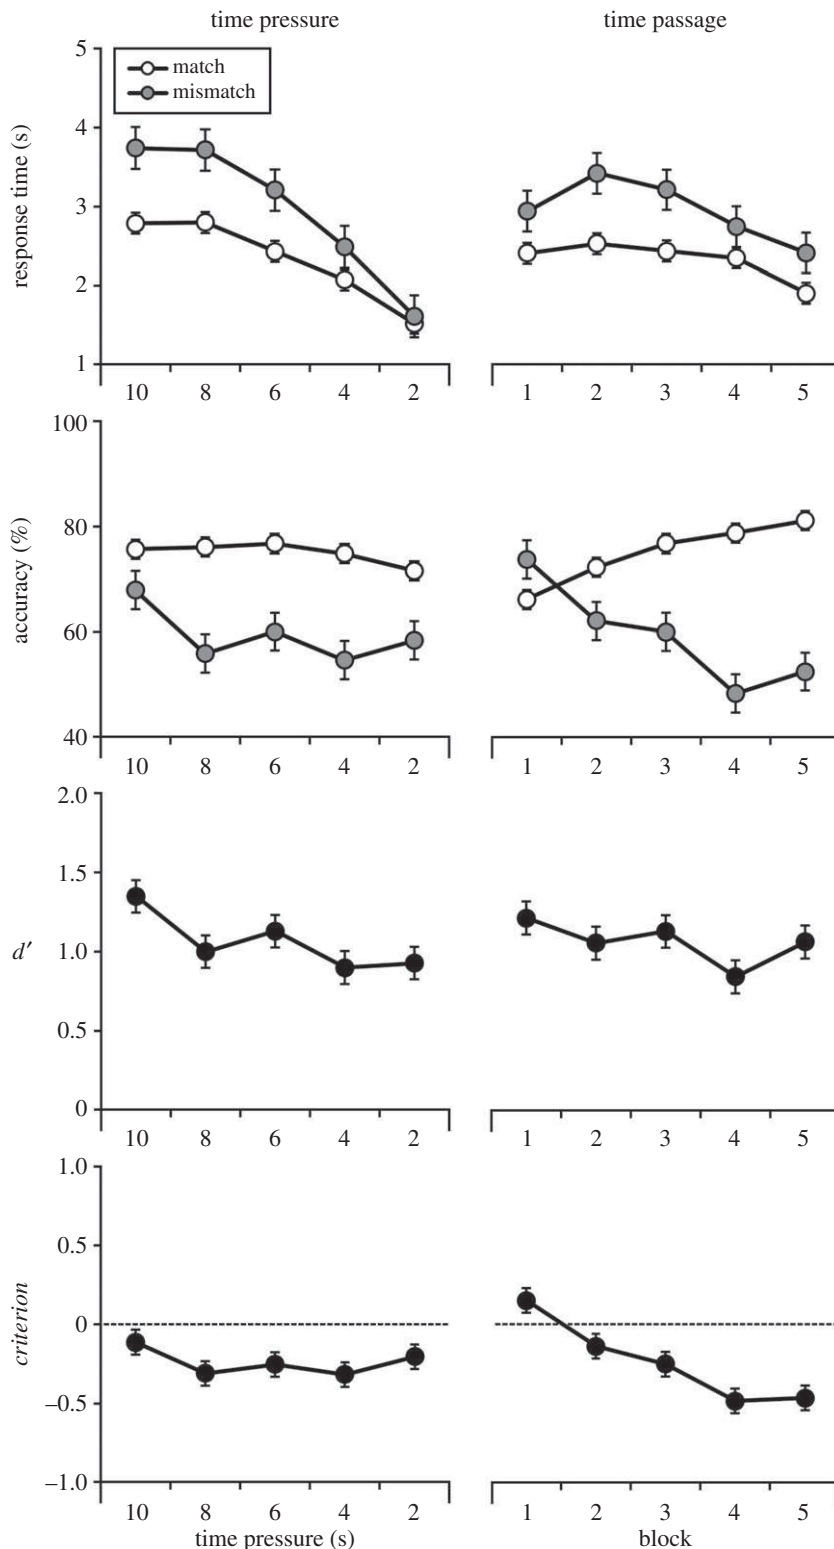 time pressure time passage
match
mismatch
response time (s)
5
4
3
2
1
10 8 6 4 2
1 2 3 4 5
accuracy (%)
100
80
60
40
10 8 6 4 2
1 2 3 4 5
d′
2.0
1.5
1.0
0.5
0
10 8 6 4 2
1 2 3 4 5
criterion
1.0
0.5
0
–0.5
–1.0
10 8 6 4 2
1 2 3 4 5
time pressure (s) block